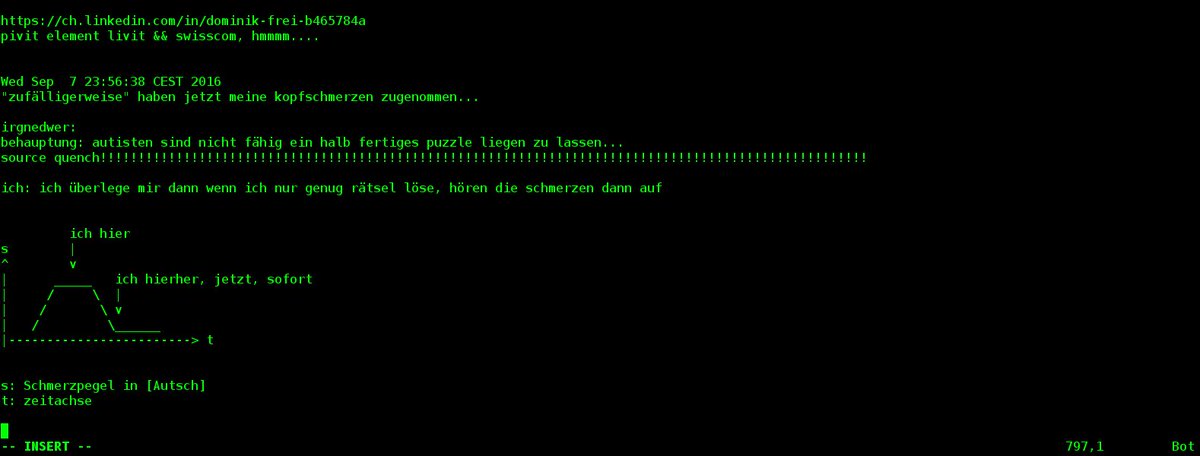 https://ch.linkedin.com/in/dominik-frei-b465784a
pivit element livit && swisscom, hmmmm....
Wed Sep  7 23:56:38 CEST 2016
"zufälligerweise" haben jetzt meine kopfschmerzen zugenommen...
irgnedwer:
behauptung: autisten sind nicht fähig ein halb fertiges puzzle liegen zu lassen...
source quench!!!!!!!!!!!!!!!!!!!!!!!!!!!!!!!!!!!!!!!!!!!!!!!!!!!!!!!!!!!!!!!!!!!!!!!!!!!!!!!!!!!!!!!!!!!!!!!!!!!!
ich: ich überlege mir dann wenn ich nur genug rätsel löse, hören die schmerzen dann auf
         ich hier
s        |
^        v
|      _____   ich hierher, jetzt, sofort
|     /     \  |
|    /       \ v
|   /         \______
|------------------------> t
s: Schmerzpegel in [Autsch]
t: zeitachse
-- INSERT --
797,1
Bot